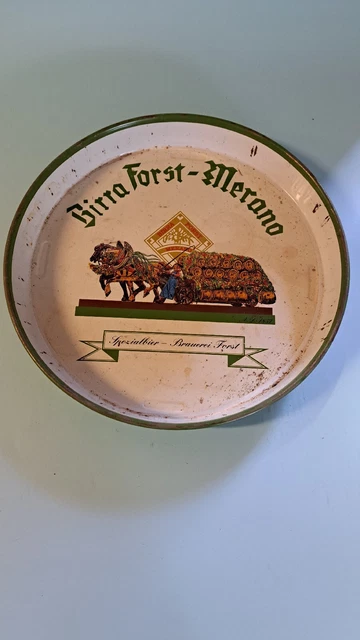 Birra Forst-Merano
Spezialbier – Brauerei Forst